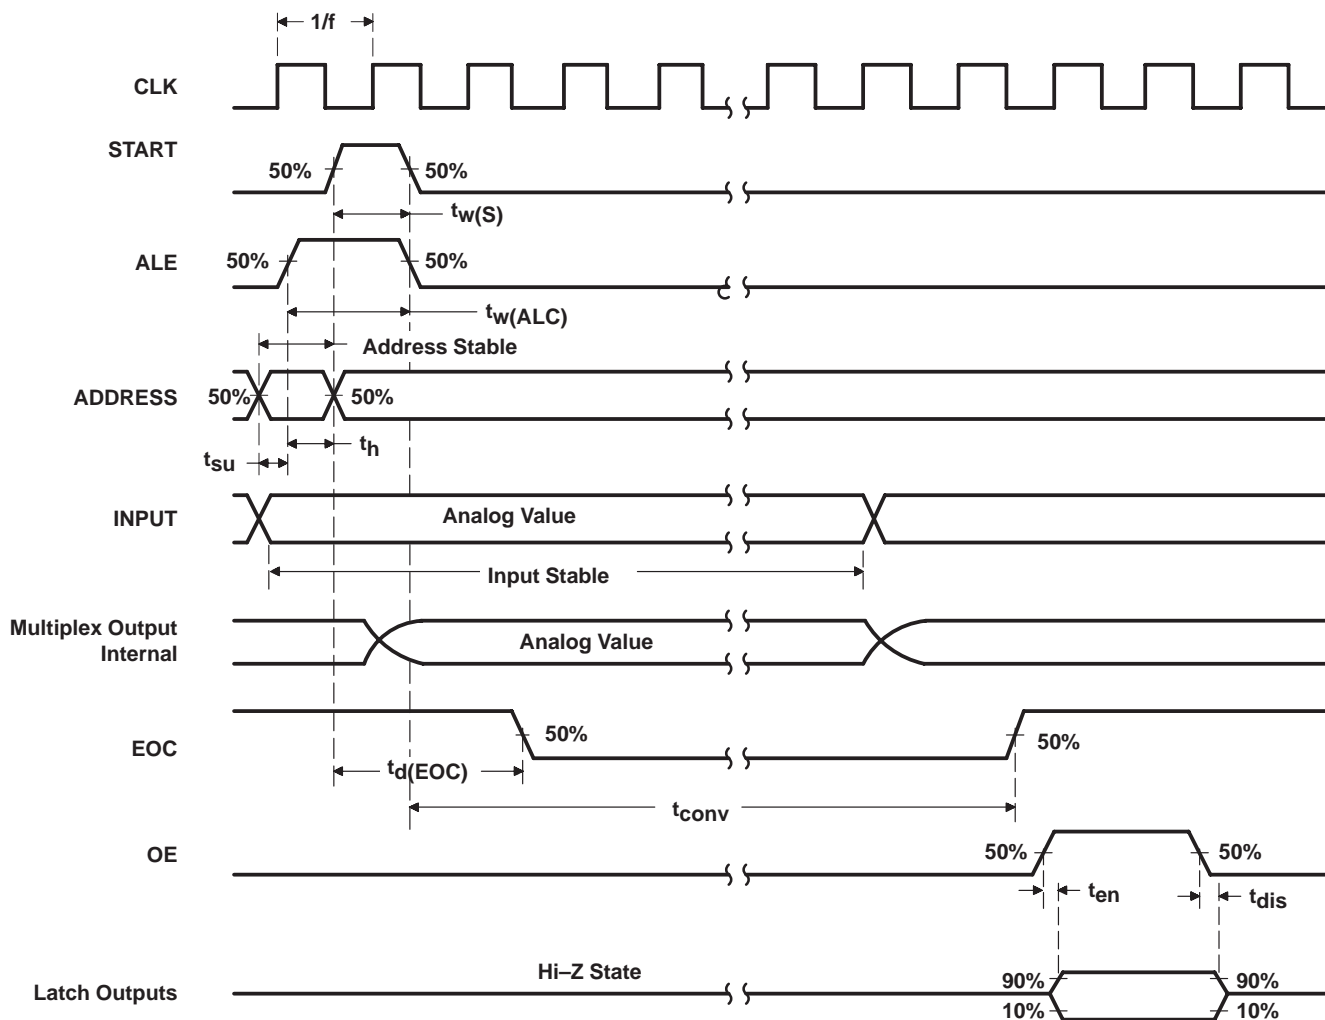 1/f
CLK
START
50%
50%
tw(S)
ALE
50%
50%
tw(ALC)
Address Stable
ADDRESS
50%
50%
tsu
th
INPUT
Analog Value
Input Stable
Multiplex Output
Internal
Analog Value
EOC
50%
50%
td(EOC)
tconv
OE
50%
50%
ten
tdis
Latch Outputs
Hi–Z State
90%
90%
10%
10%